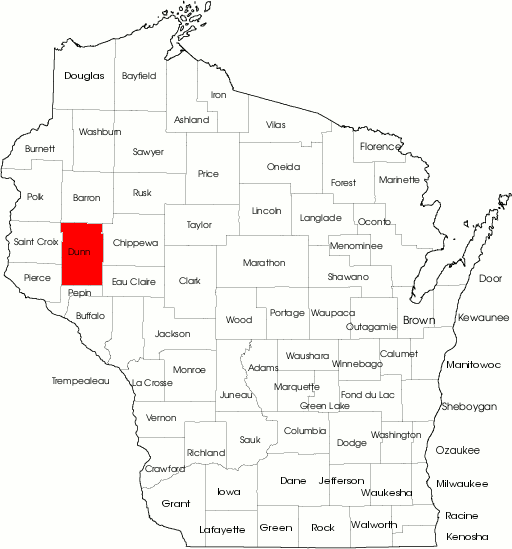 Douglas
Bayfield
Iron
Ashland
Vilas
Washburn
Burnett
Sawyer
Florence
Oneida
Price
Forest
Marinette
Polk
Barron
Rusk
Lincoln
Langlade
Oconto
Taylor
Saint Croix
Dunn
Chippewa
Menominee
Marathon
Shawano
Pierce
Eau Claire
Clark
Door
Pepin
Buffalo
Wood
Portage
Waupaca
Outagamie
Brown
Kewaunee
Jackson
Waushara
Calumet
Winnebago
Manitowoc
Monroe
Adams
Trempealeau
La Crosse
Marquette
Juneau
Green Lake
Fond du Lac
Sheboygan
Vernon
Columbia
Sauk
Dodge
Washington
Richland
Ozaukee
Crawford
Dane
Jefferson
Milwaukee
Iowa
Waukesha
Grant
Racine
Lafayette
Green
Rock
Walworth
Kenosha